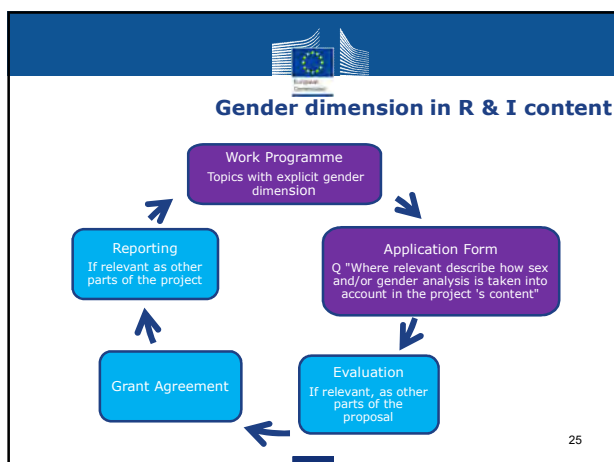 European
Commission
Gender dimension in R & I content
Work Programme
Topics with explicit gender
dimension
Application Form
Q "Where relevant describe how sex
and/or gender analysis is taken into
account in the project 's content"
Evaluation
If relevant, as other
parts of the
proposal
Grant Agreement
Reporting
If relevant as other
parts of the project
25